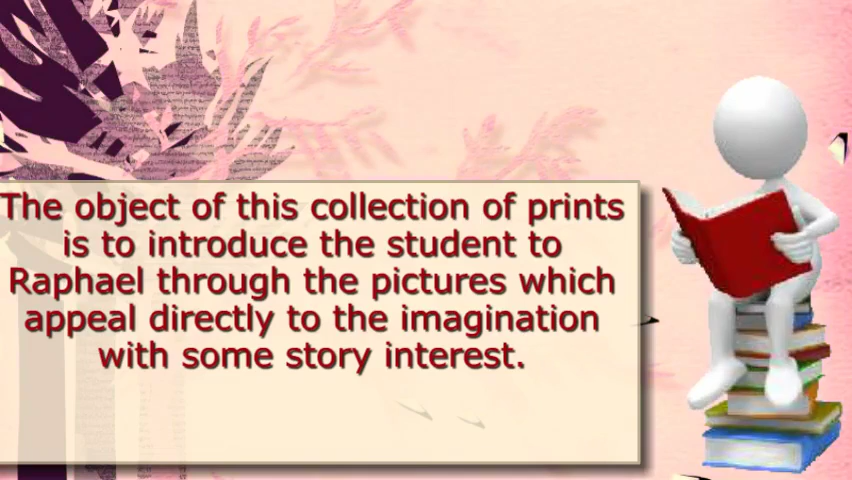 The object of this collection of prints
is to introduce the student to
Raphael through the pictures which
appeal directly to the imagination
with some story interest.